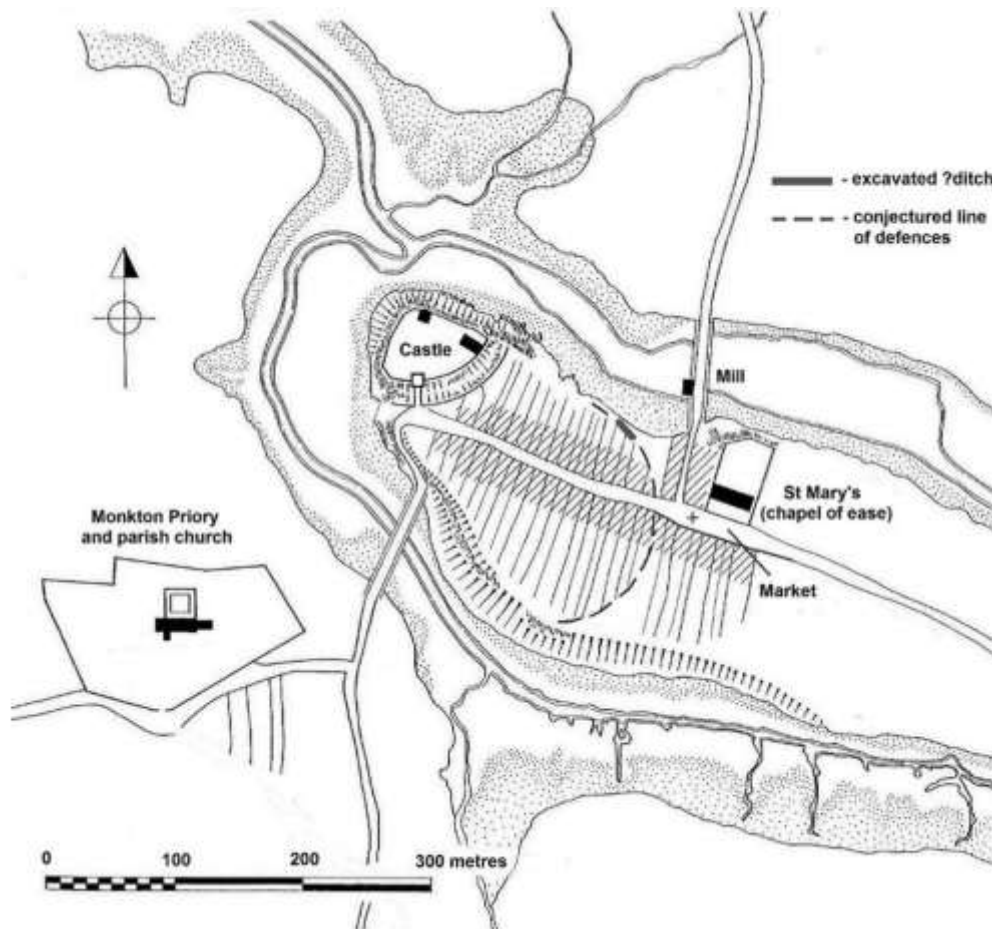 - excavated ?ditch
- conjectured line
of defences
Castle
Mill
St Mary's
(chapel of ease)
Monkton Priory
and parish church
Market
0 100 200 300 metres